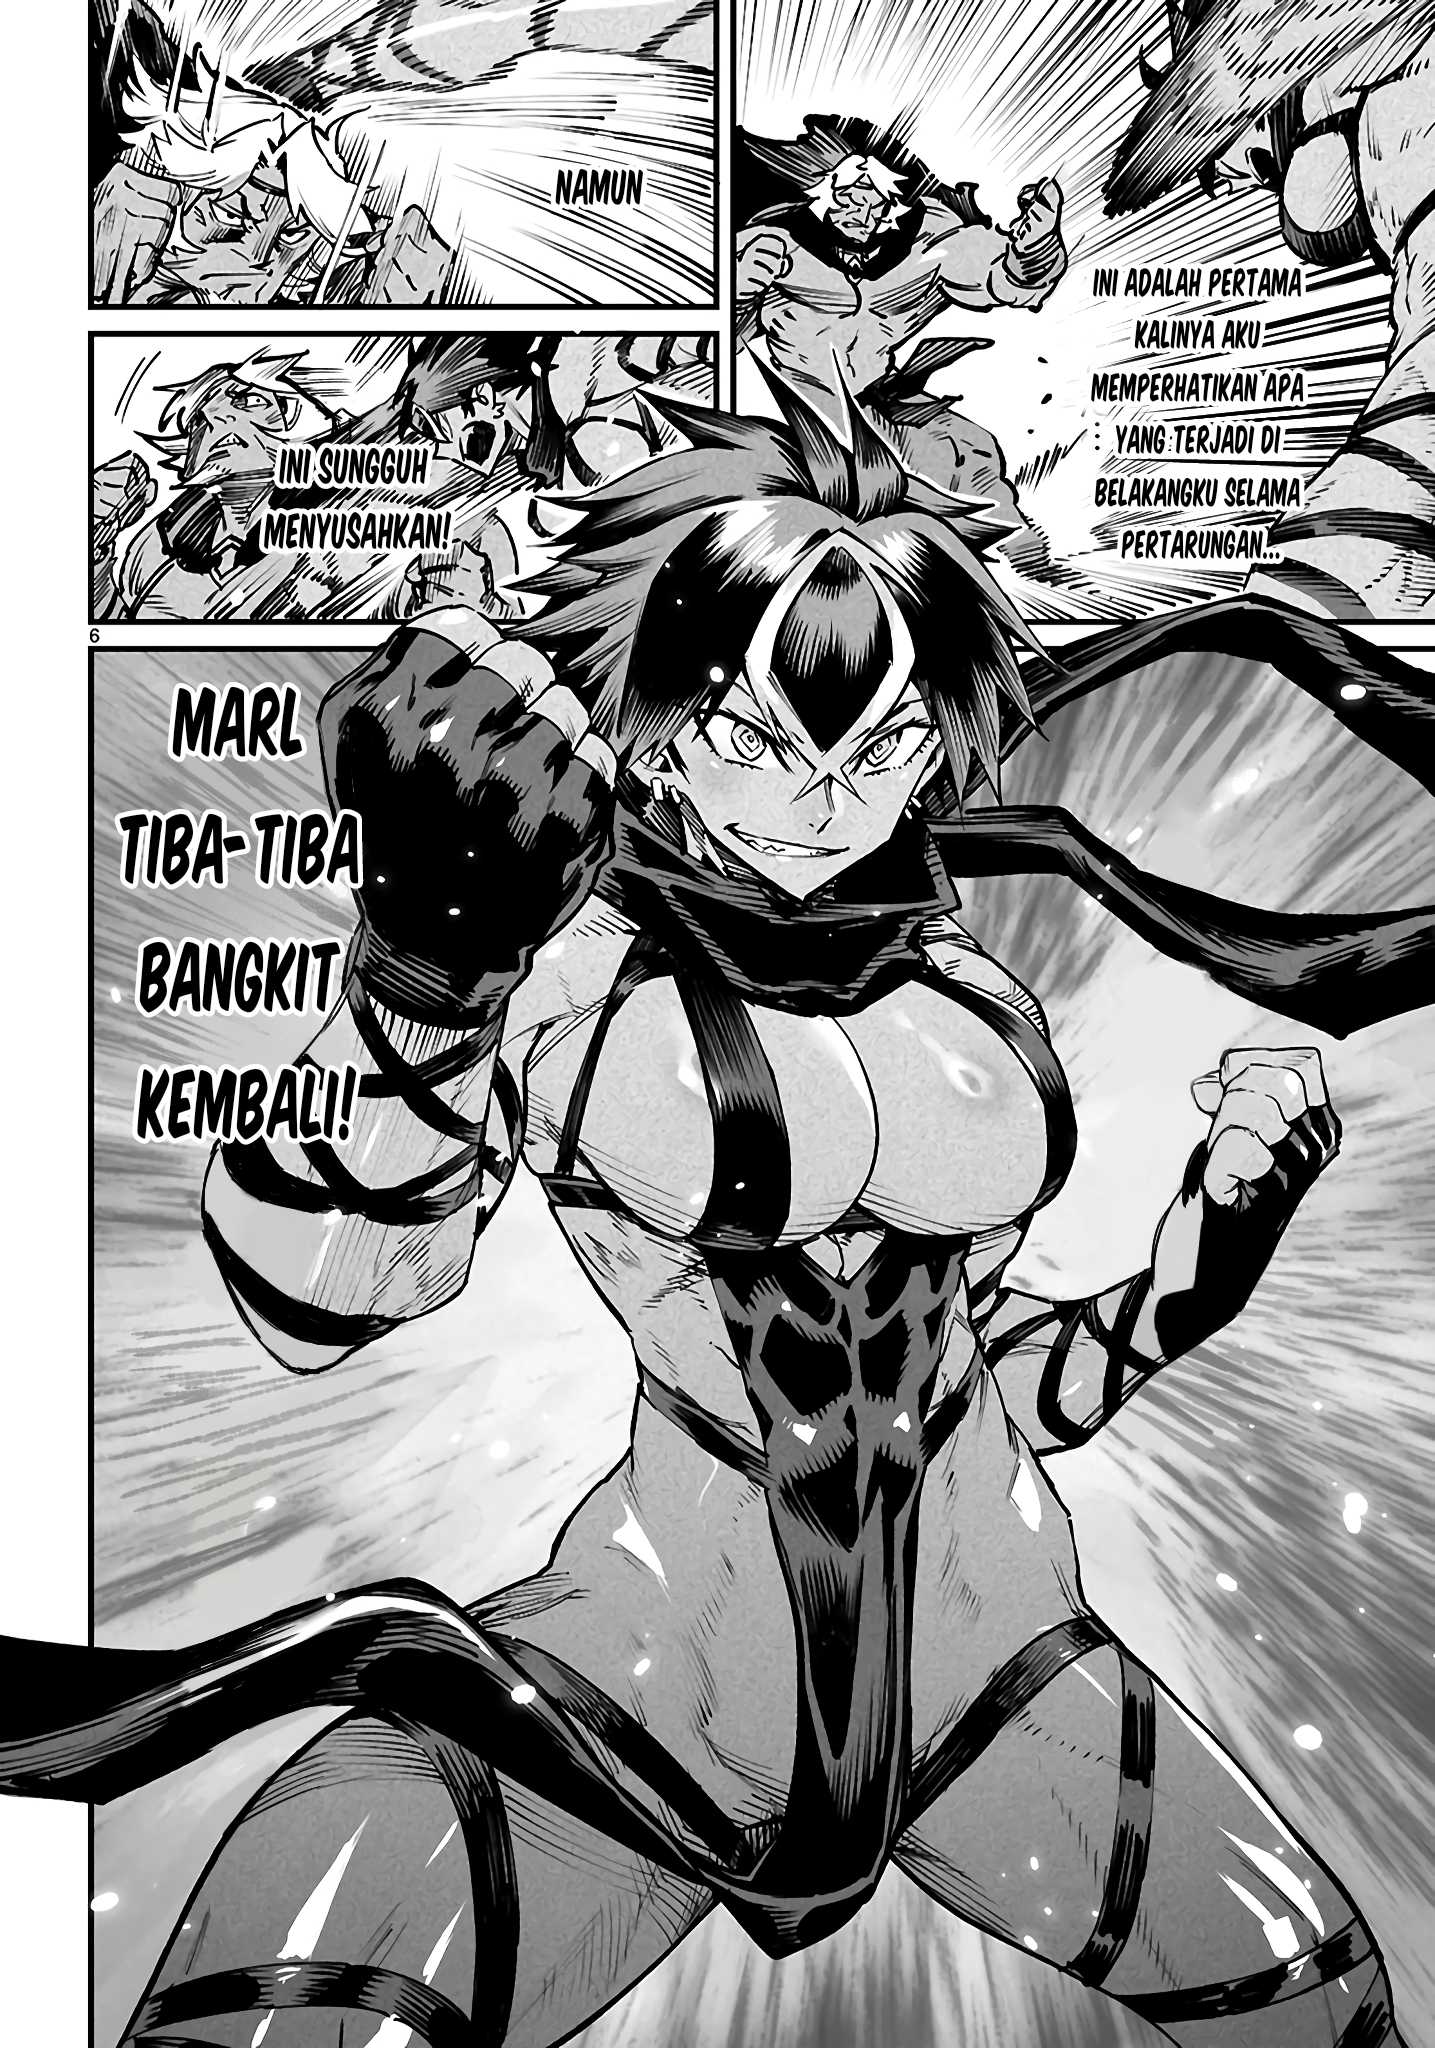 INI ADALAH PERTAMA
KALINYA AKU
MEMPERHATIKAN APA
YANG TERJADI DI
BELAKANGKU SELAMA
PERTARUNGAN...
NAMUN
INI SUNGGUH
MENYUSAHKAN!
6
MARL
TIBA-TIBA
BANGKIT
KEMBALI!